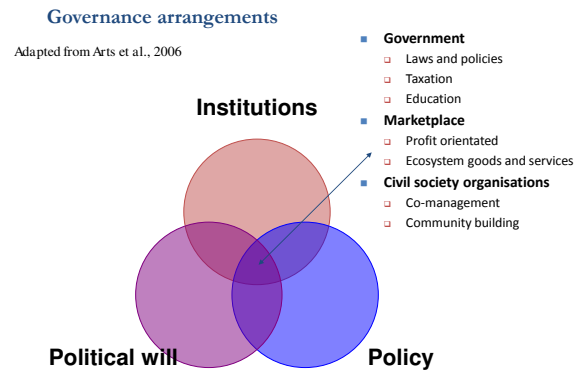 Governance arrangements
Adapted from Arts et al., 2006
Institutions
Political will
Policy
Government
Laws and policies
Taxation
Education
Marketplace
Profit orientated
Ecosystem goods and services
Civil society organisations
Co-management
Community building